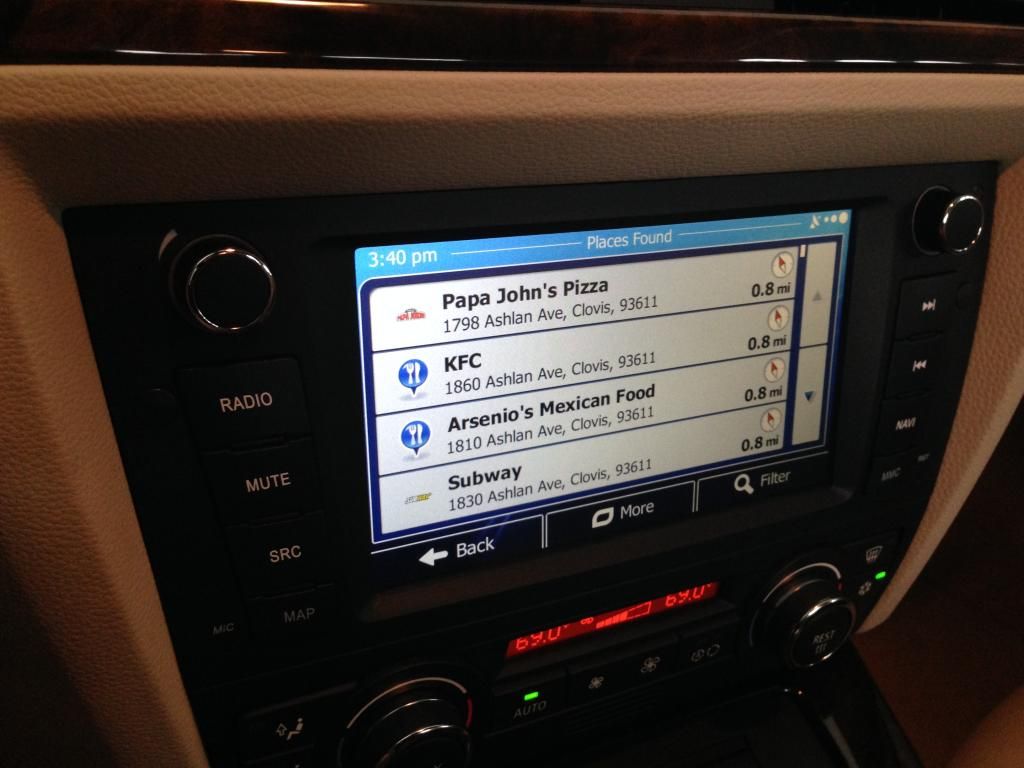 3:40 pm Places Found
Papa John's Pizza
1798 Ashlan Ave, Clovis, 93611
0.8 mi
KFC
1860 Ashlan Ave, Clovis, 93611
0.8 mi
Arsenio's Mexican Food
1810 Ashlan Ave, Clovis, 93611
0.8 mi
Subway
1830 Ashlan Ave, Clovis, 93611
0.8 mi
Back
More
Filter
RADIO
MUTE
SRC
MAP
MIC
NAVI
MMC
69.0°
69.0°
AUTO
REST